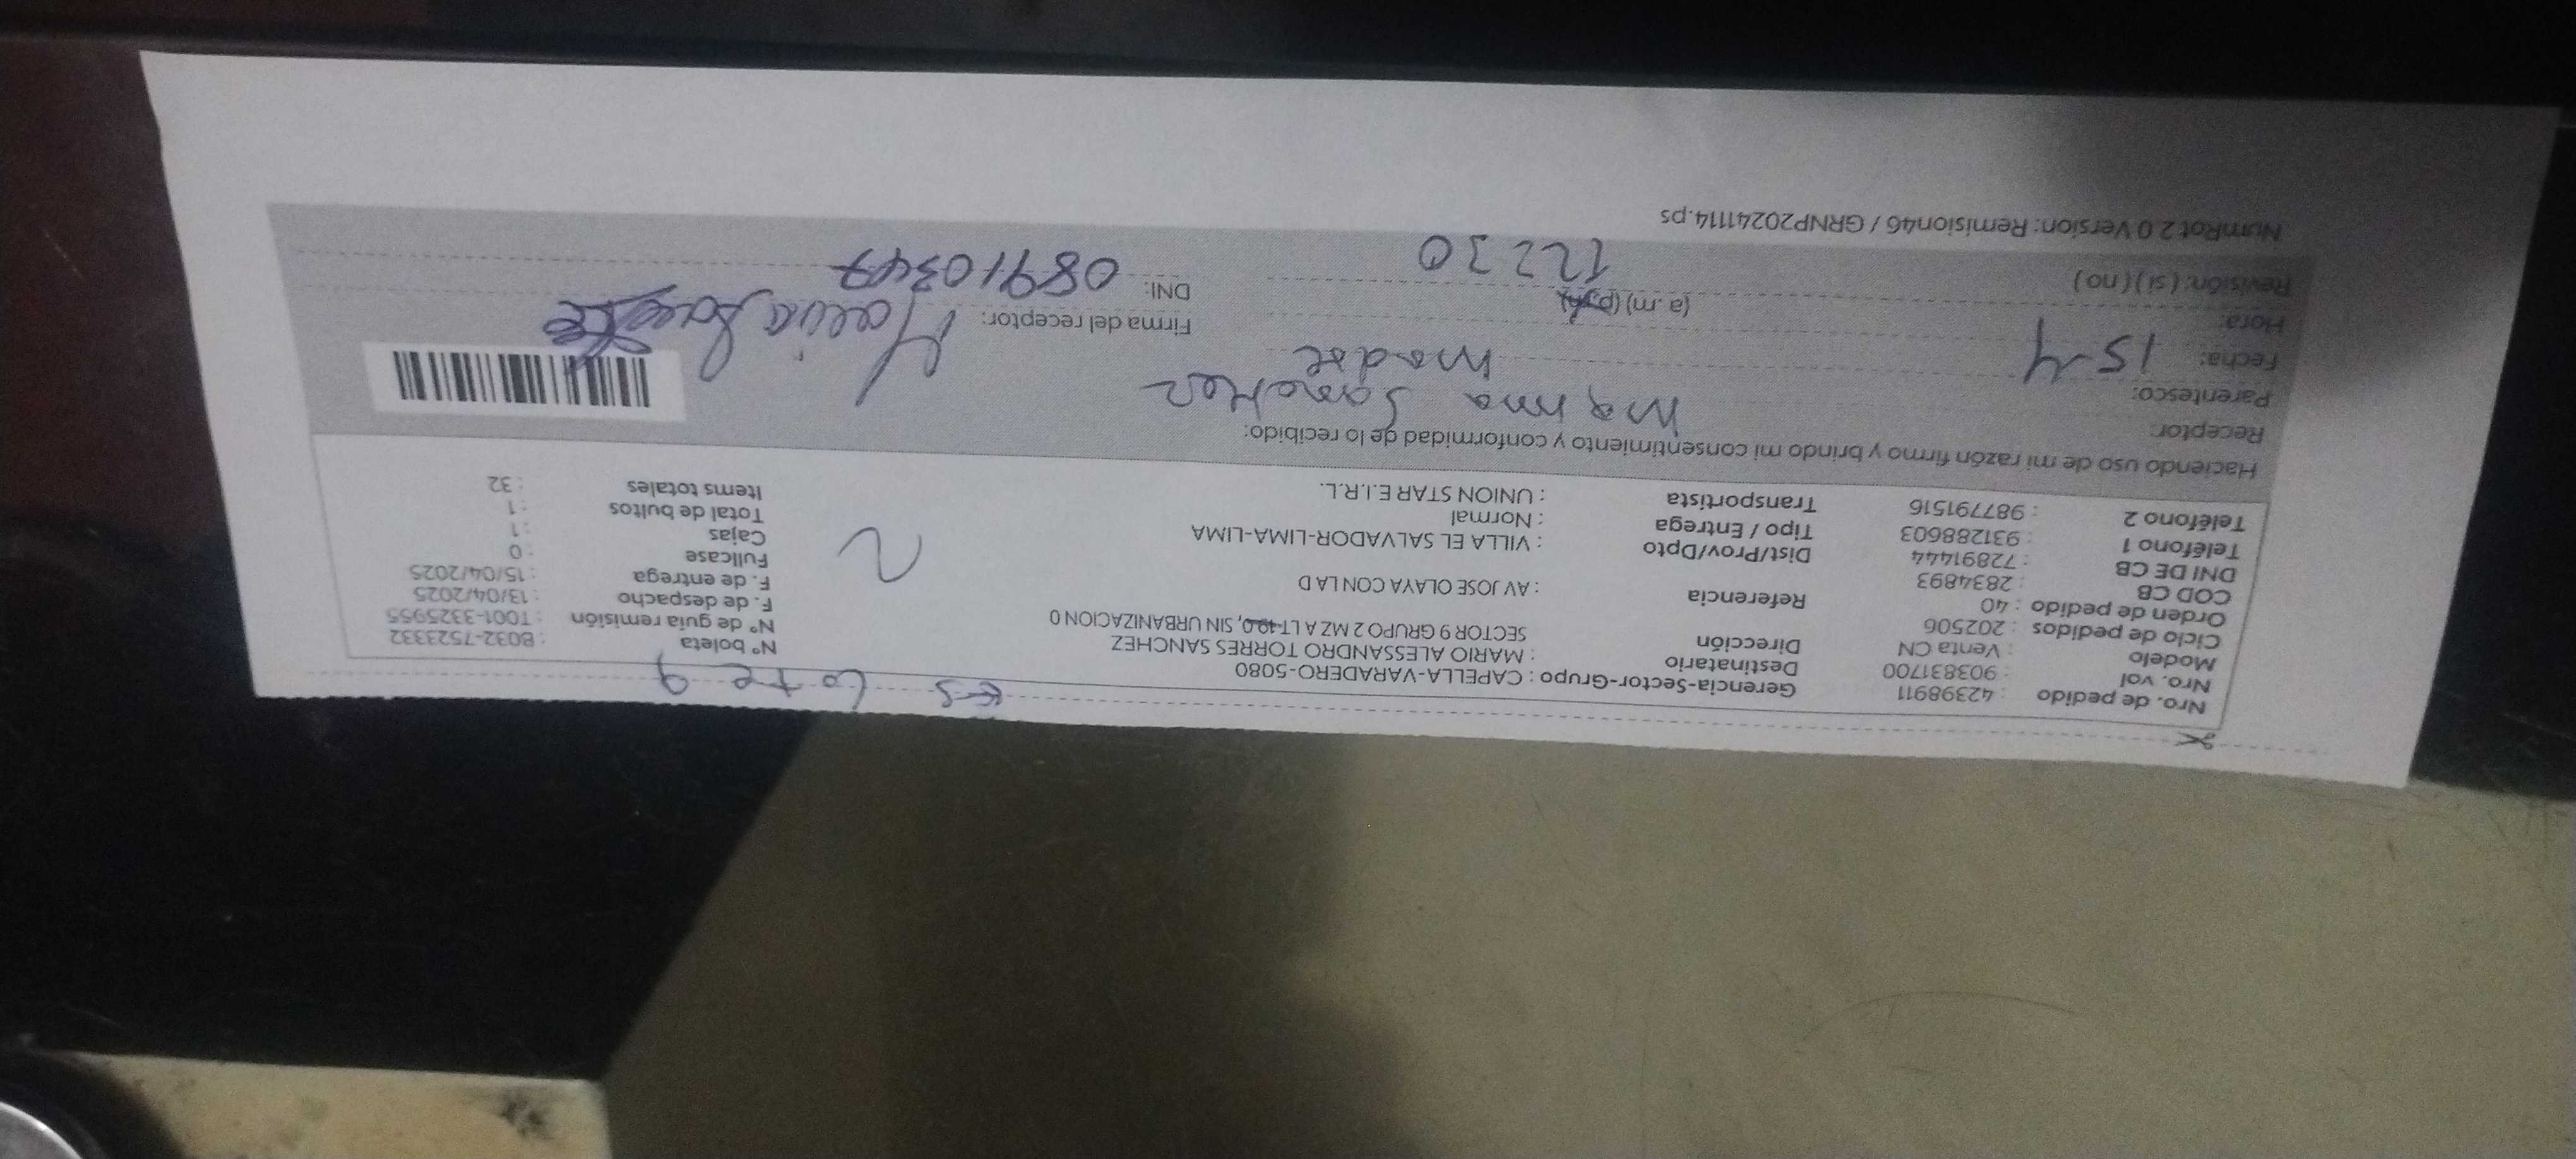 Es Lote 9
Nro. de pedido : 42398911 Gerencia-Sector-Grupo : CAPELLA-VARADERO-5080
Nro. vol : 903831700 Destinatario : MARIO ALESSANDRO TORRES SANCHEZ N° boleta : B032-7523332
Modelo : Venta CN Dirección SECTOR 9 GRUPO 2 MZ A LT 49 0, SIN URBANIZACION 0 N° de guía remisión : T001-3325955
Ciclo de pedidos : 202506 F. de despacho : 13/04/2025
Orden de pedido : 40 Referencia : AV JOSE OLAYA CON LA D F. de entrega : 15/04/2025
COD CB : 2834893 Fullcase : 0
DNI DE CB : 72891444 Dist/Prov/Dpto : VILLA EL SALVADOR-LIMA-LIMA Cajas : 1
Teléfono 1 : 931288603 Tipo / Entrega : Normal Total de bultos : 1
Teléfono 2 : 987791516 Transportista : UNION STAR E.I.R.L. Items totales : 32
Haciendo uso de mi razón firmo y brindo mi consentimiento y conformidad de lo recibido:
Receptor:
Parentesco: madre
Fecha: 15-4
Hora: (a.m) (p.m) Firma del receptor:
Revisión: ( si ) ( no ) 12230 DNI: 08910347
NumRot 2 0 Version: Remision46 / GRNP20241114.ps